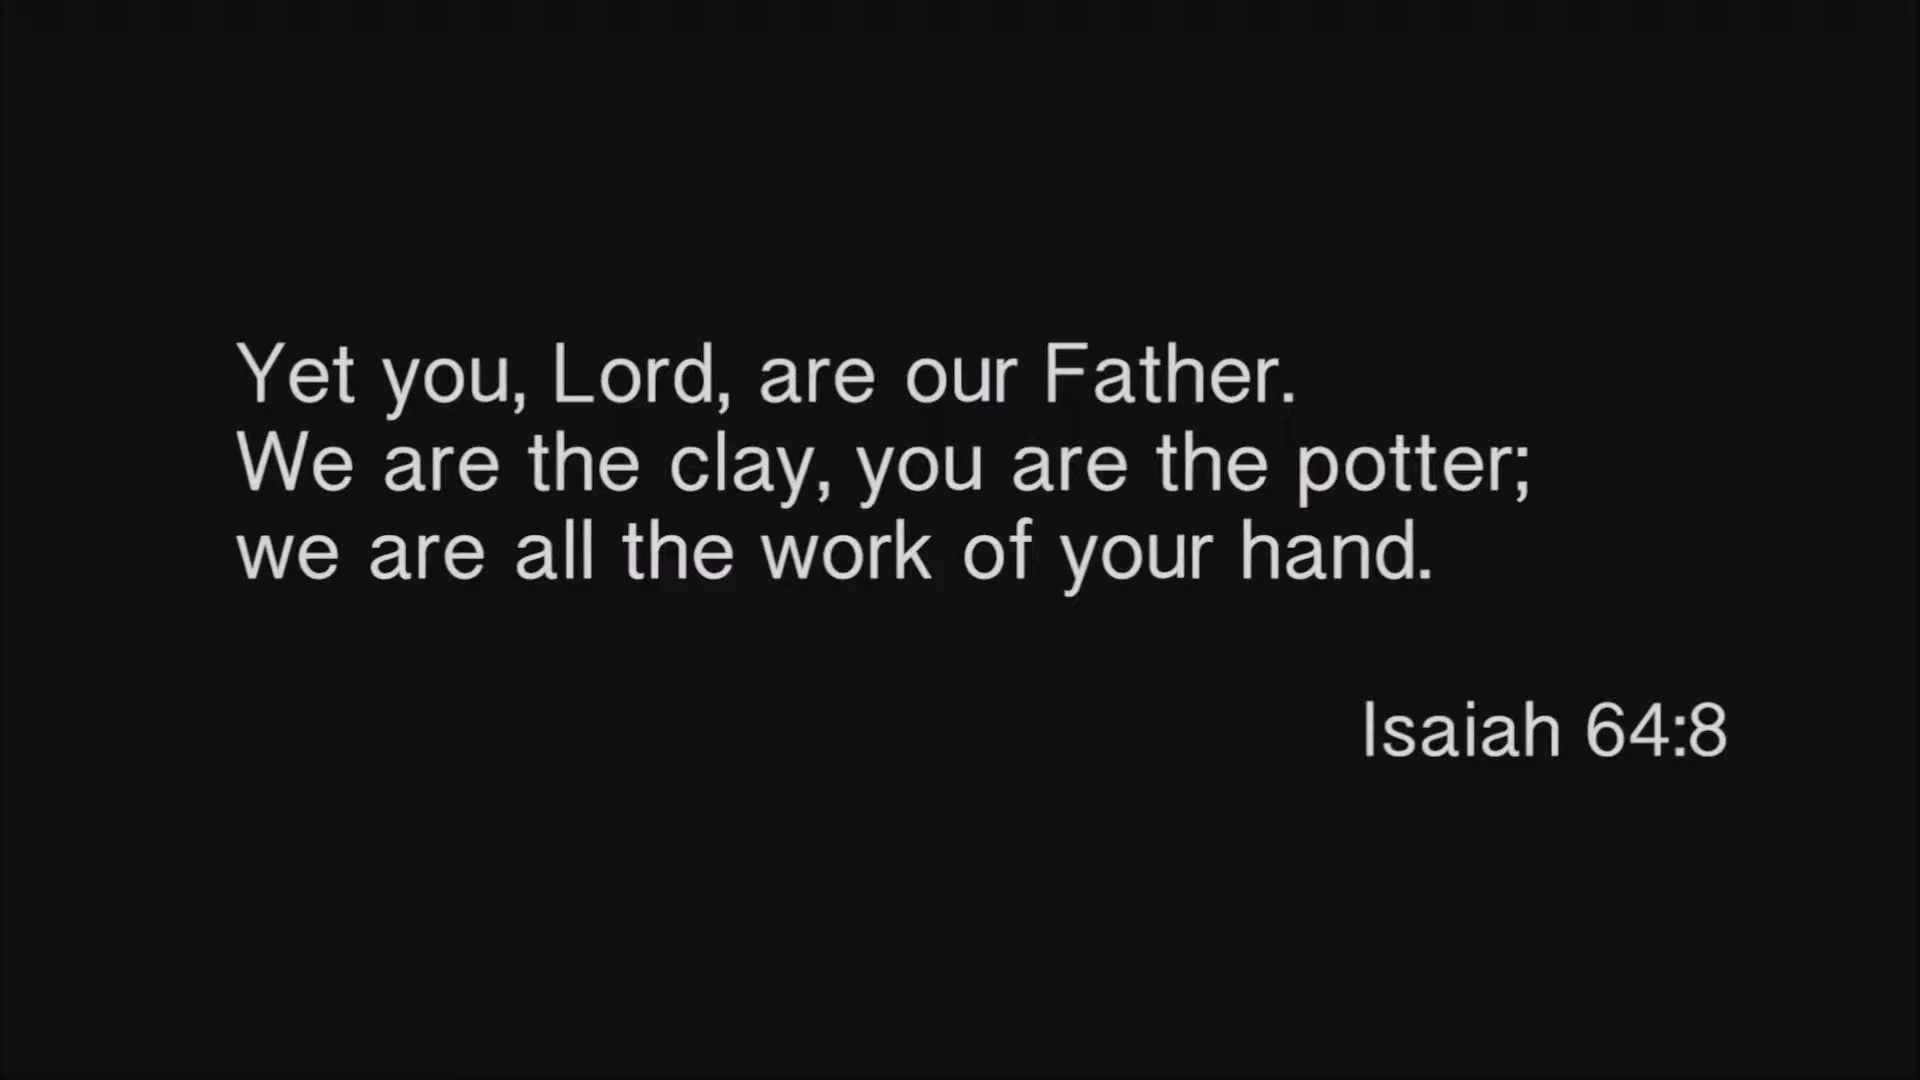 Yet you, Lord, are our Father.
We are the clay, you are the potter;
we are all the work of your hand.
Isaiah 64:8